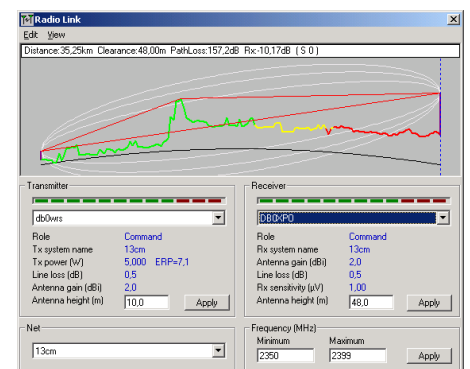 Radio Link
Edit View
Distance:35,25km Clearance:48,00m PathLoss:157,2dB Rx-10,17dB ( S 0 )
Transmitter
db0wrs
Role Command
Tx system name 13cm
Tx power (W) 5,000 ERP=7,1
Line loss (dB) 0,5
Antenna gain (dBi) 2,0
Antenna height (m) 10,0 Apply
Receiver
DB0XPO
Role Command
Rx system name 13cm
Antenna gain (dBi) 2,0
Line loss (dB) 0,5
Rx sensitivity (µV) 1,00
Antenna height (m) 48,0 Apply
Net
13cm
Frequency (MHz)
Minimum Maximum
2350 2399 Apply